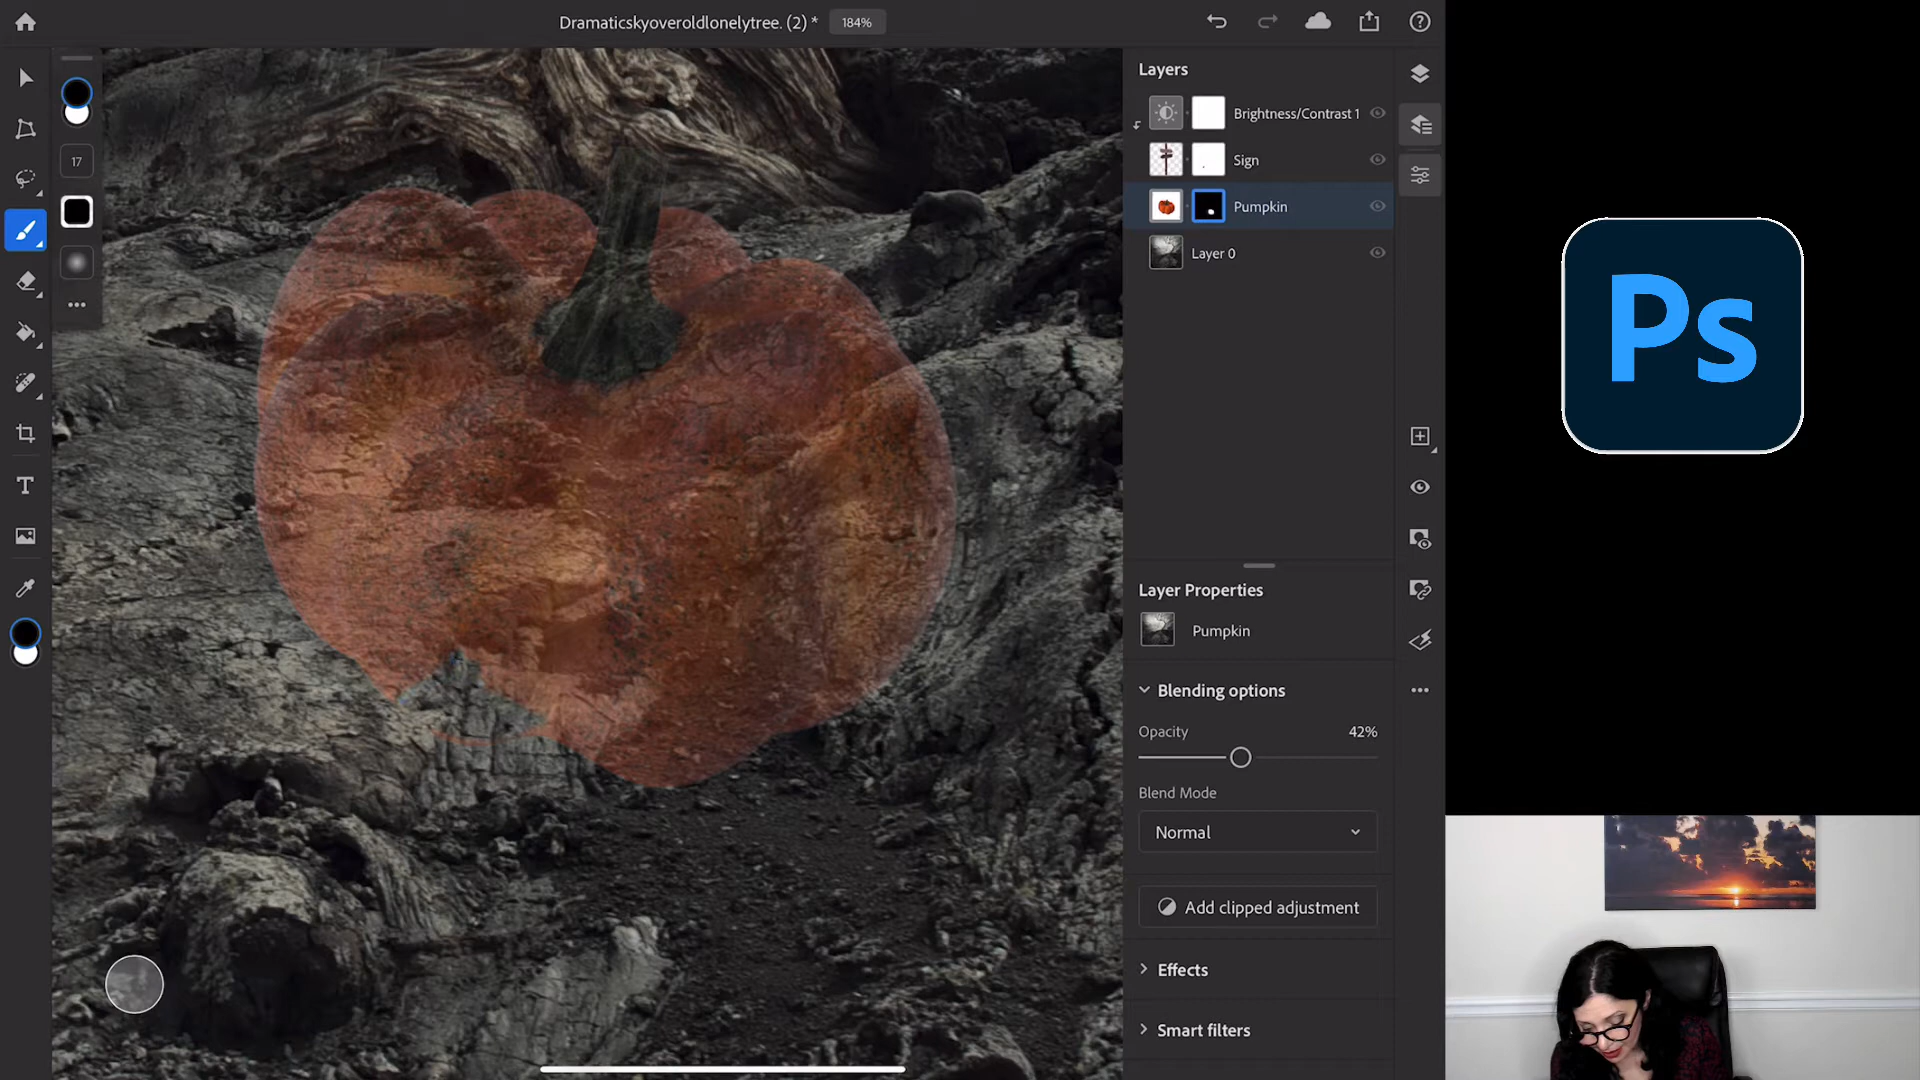 Dramaticskyoveroldlonelytree. (2) *
184%
17
Layers
Brightness/Contrast 1
Sign
Pumpkin
Layer 0
Layer Properties
Pumpkin
Blending options
Opacity
42%
Blend Mode
Normal
Add clipped adjustment
Effects
Smart filters
Ps